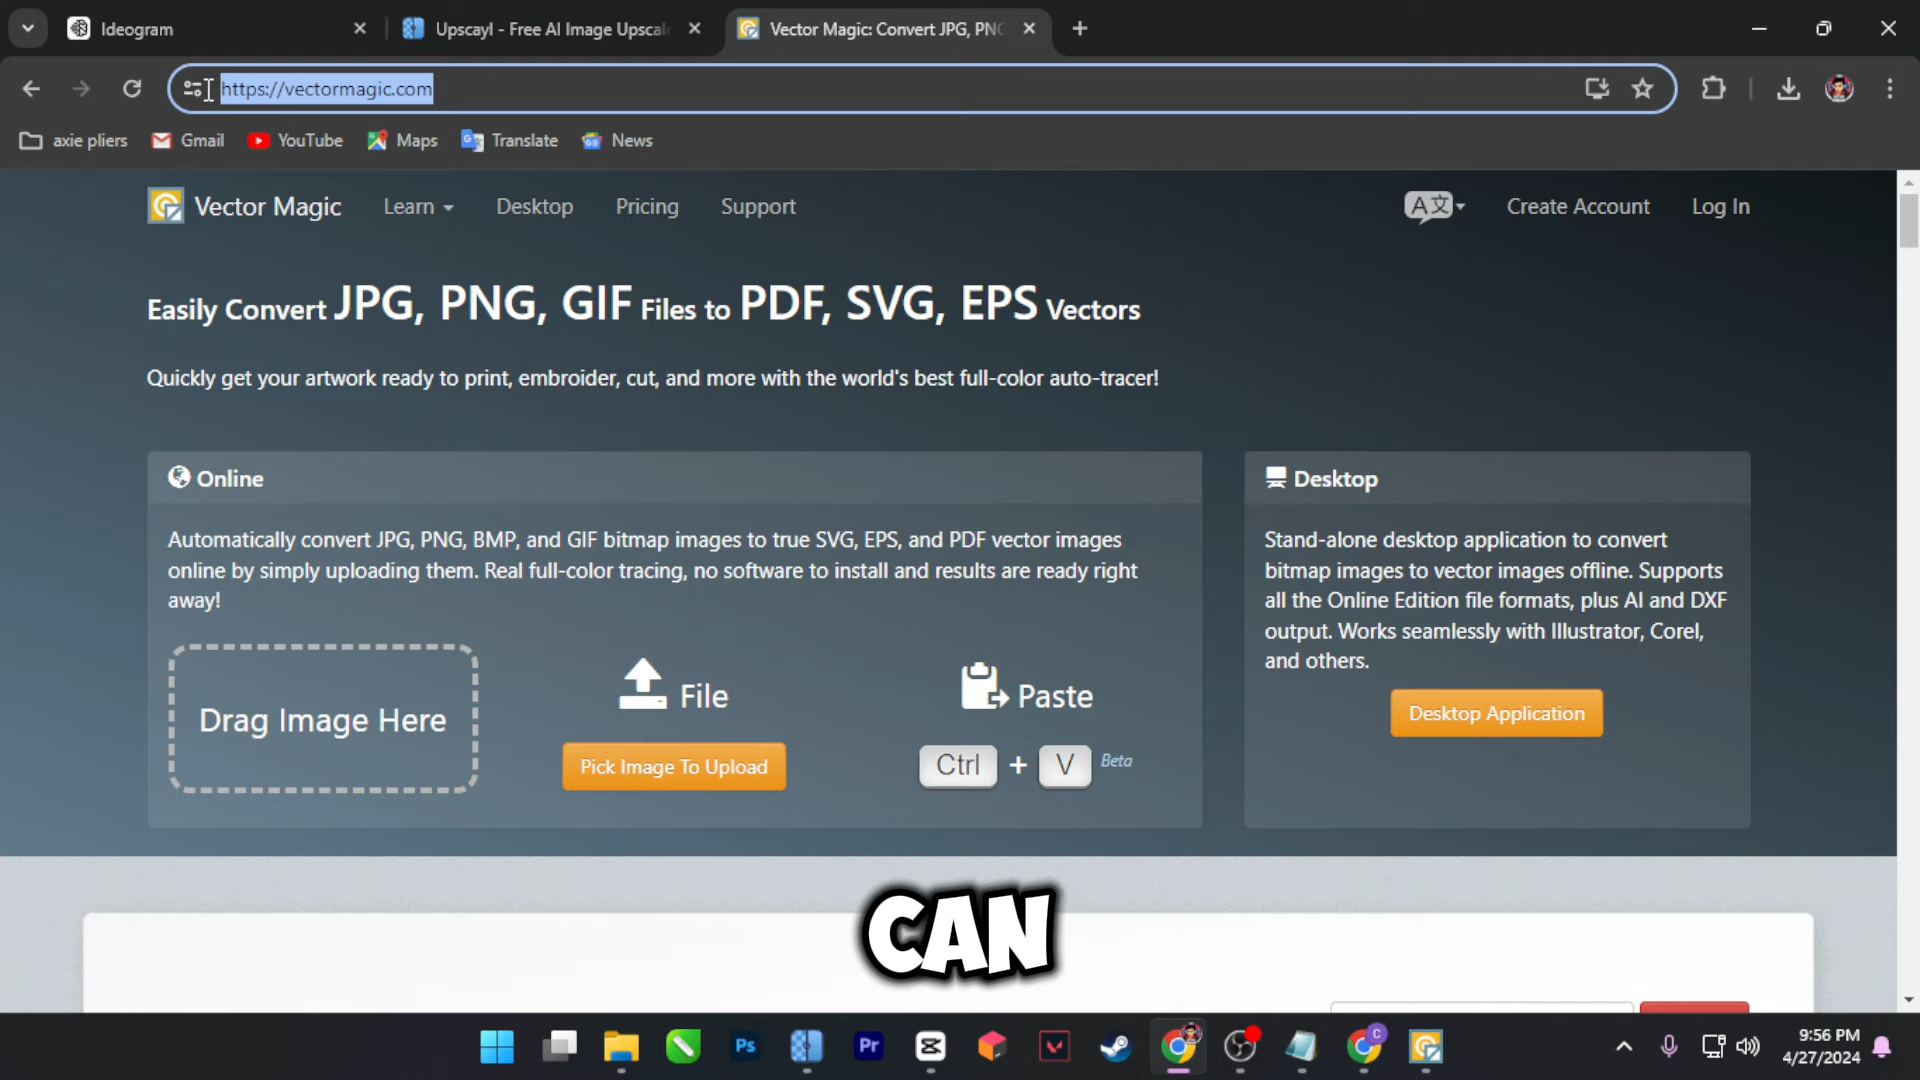 Ideogram
Upscayl - Free AI Image Upscal
Vector Magic: Convert JPG, PNG
https://vectormagic.com
axie pliers
Gmail
YouTube
Maps
Translate
News
Vector Magic
Learn
Desktop
Pricing
Support
A文
Create Account
Log In
Easily Convert JPG, PNG, GIF Files to PDF, SVG, EPS Vectors
Quickly get your artwork ready to print, embroider, cut, and more with the world's best full-color auto-tracer!
Online
Automatically convert JPG, PNG, BMP, and GIF bitmap images to true SVG, EPS, and PDF vector images
online by simply uploading them. Real full-color tracing, no software to install and results are ready right
away!
Drag Image Here
File
Pick Image To Upload
Paste
Ctrl + V Beta
Desktop
Stand-alone desktop application to convert
bitmap images to vector images offline. Supports
all the Online Edition file formats, plus AI and DXF
output. Works seamlessly with Illustrator, Corel,
and others.
Desktop Application
CAN
Ps
Pr
C
9:56 PM
4/27/2024